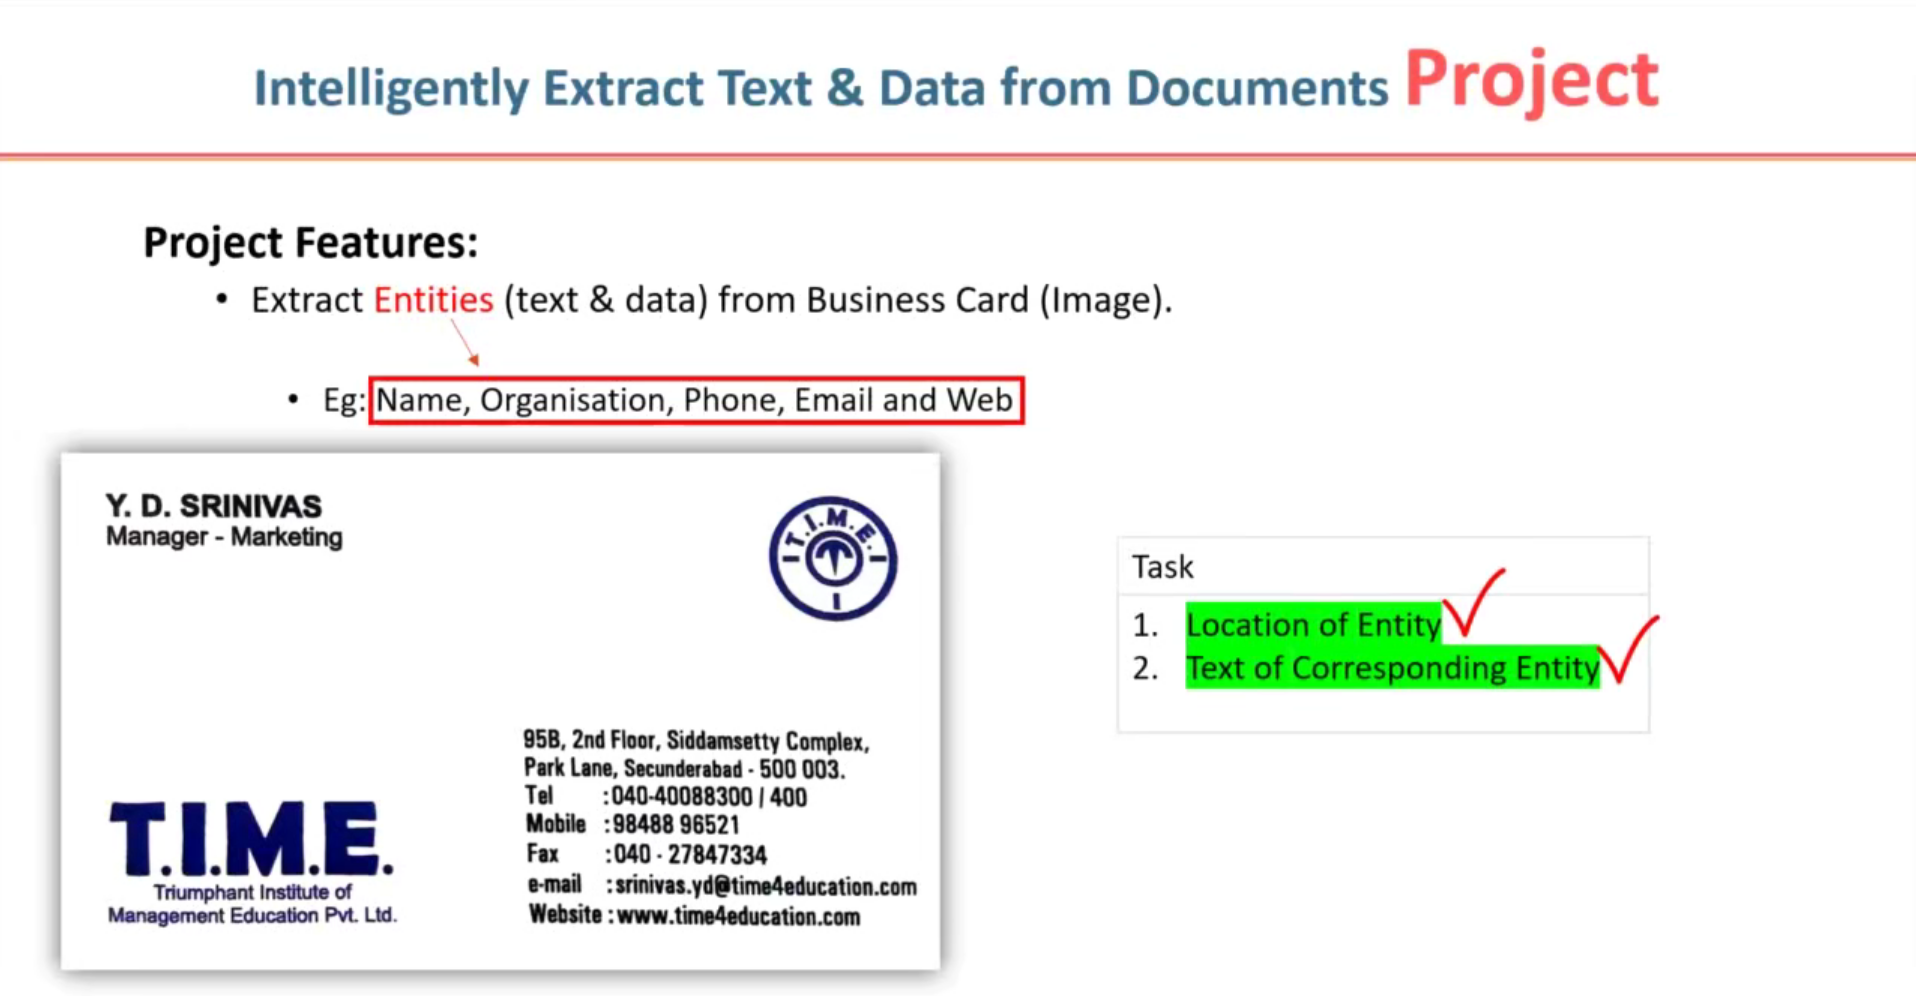 Intelligently Extract Text & Data from Documents Project
Project Features:
• Extract Entities (text & data) from Business Card (Image).
• Eg: Name, Organisation, Phone, Email and Web
Y. D. SRINIVAS
Manager - Marketing
T.I.M.E.
T.I.M.E.
Triumphant Institute of
Management Education Pvt. Ltd.
95B, 2nd Floor, Siddamsetty Complex,
Park Lane, Secunderabad - 500 003.
Tel :040-40088300 / 400
Mobile :98488 96521
Fax :040 - 27847334
e-mail :srinivas.yd@time4education.com
Website :www.time4education.com
Task
1. Location of Entity
2. Text of Corresponding Entity